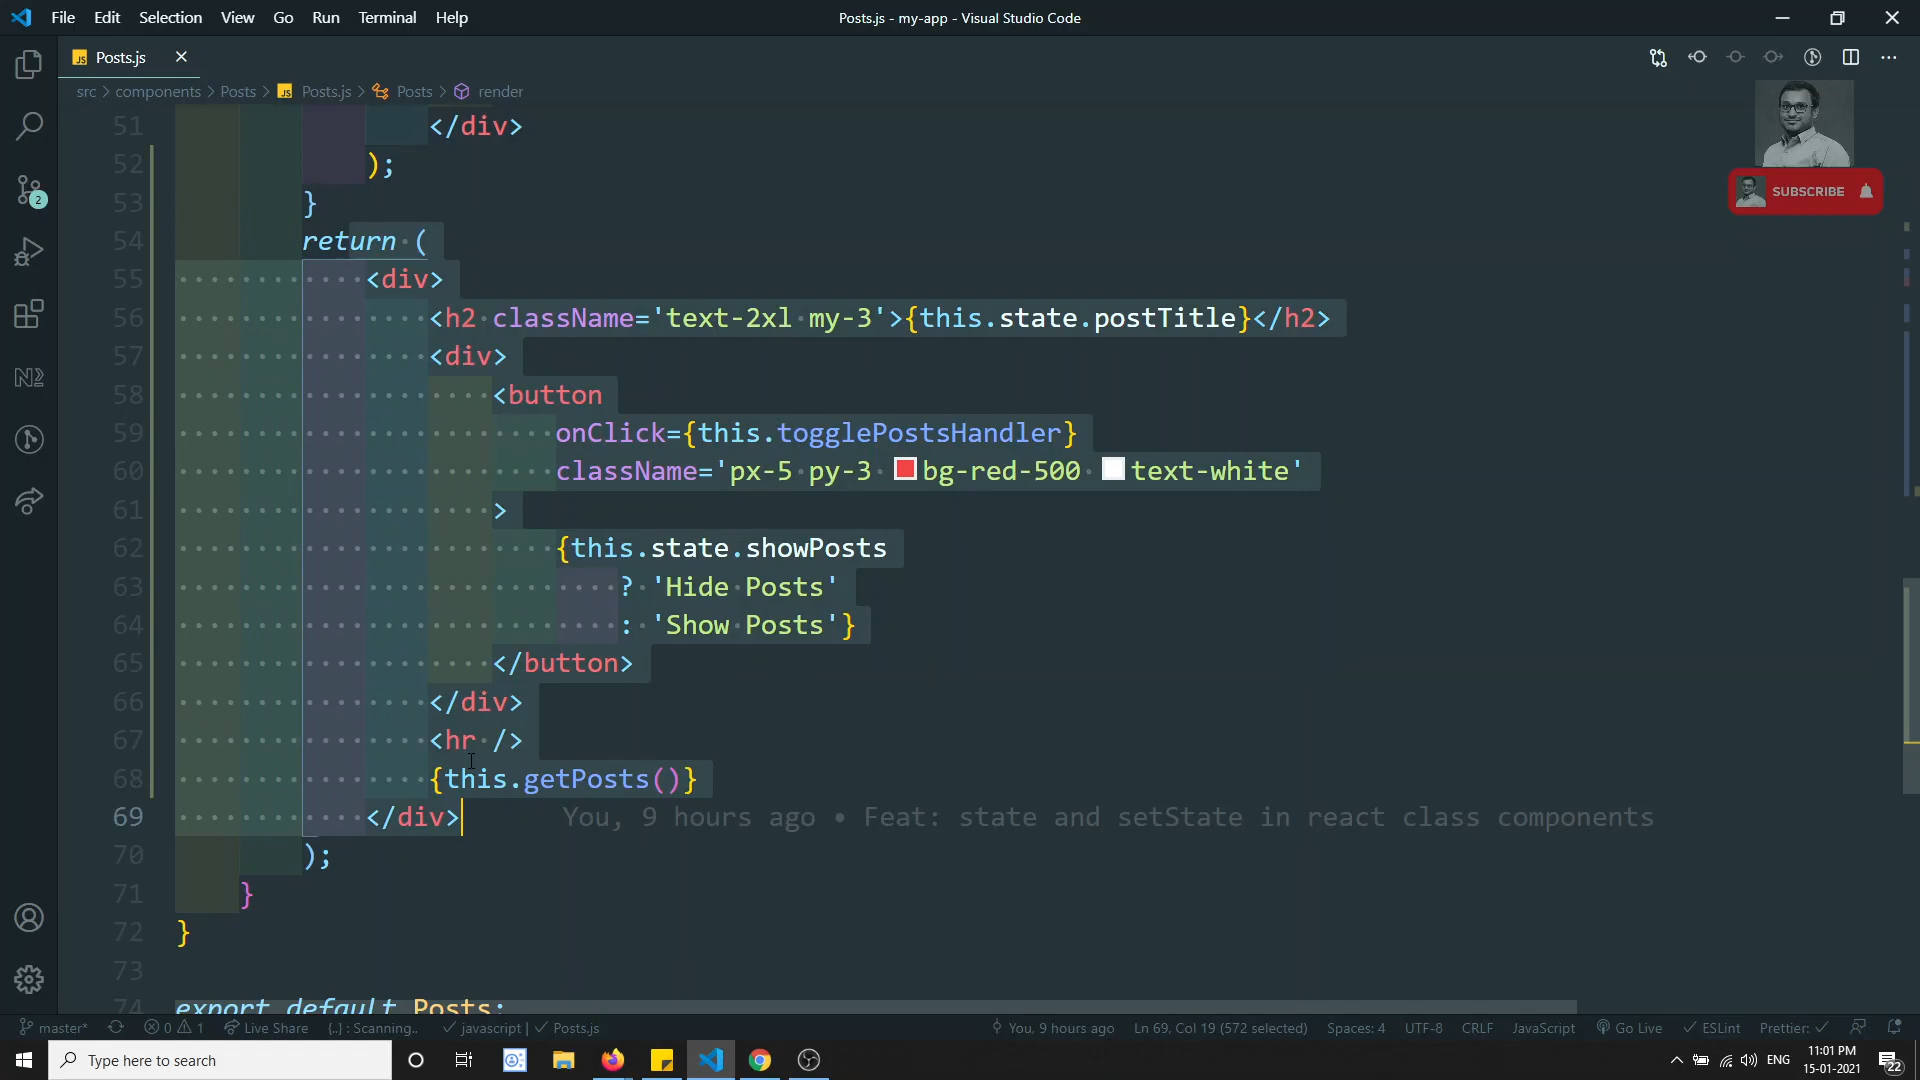 File Edit Selection View Go Run Terminal Help
Posts.js - my-app - Visual Studio Code
JS Posts.js
src > components > Posts > JS Posts.js > Posts > render
SUBSCRIBE
51 </div>
52 );
53 }
54 return (
55 <div>
56 <h2 className='text-2xl my-3'>{this.state.postTitle}</h2>
57 <div>
58 <button
59 onClick={this.togglePostsHandler}
60 className='px-5 py-3 bg-red-500 text-white'
61 >
62 {this.state.showPosts
63 ? 'Hide Posts'
64 : 'Show Posts'}
65 </button>
66 </div>
67 <hr />
68 {this.getPosts()}
69 </div> You, 9 hours ago • Feat: state and setState in react class components
70 );
71 }
72 }
73
74 export default Posts;
2
master* 0 1 Live Share {..} : Scanning.. javascript | Posts.js You, 9 hours ago Ln 69, Col 19 (572 selected) Spaces: 4 UTF-8 CRLF JavaScript Go Live ESLint Prettier:
Type here to search
ENG
11:01 PM
15-01-2021
22